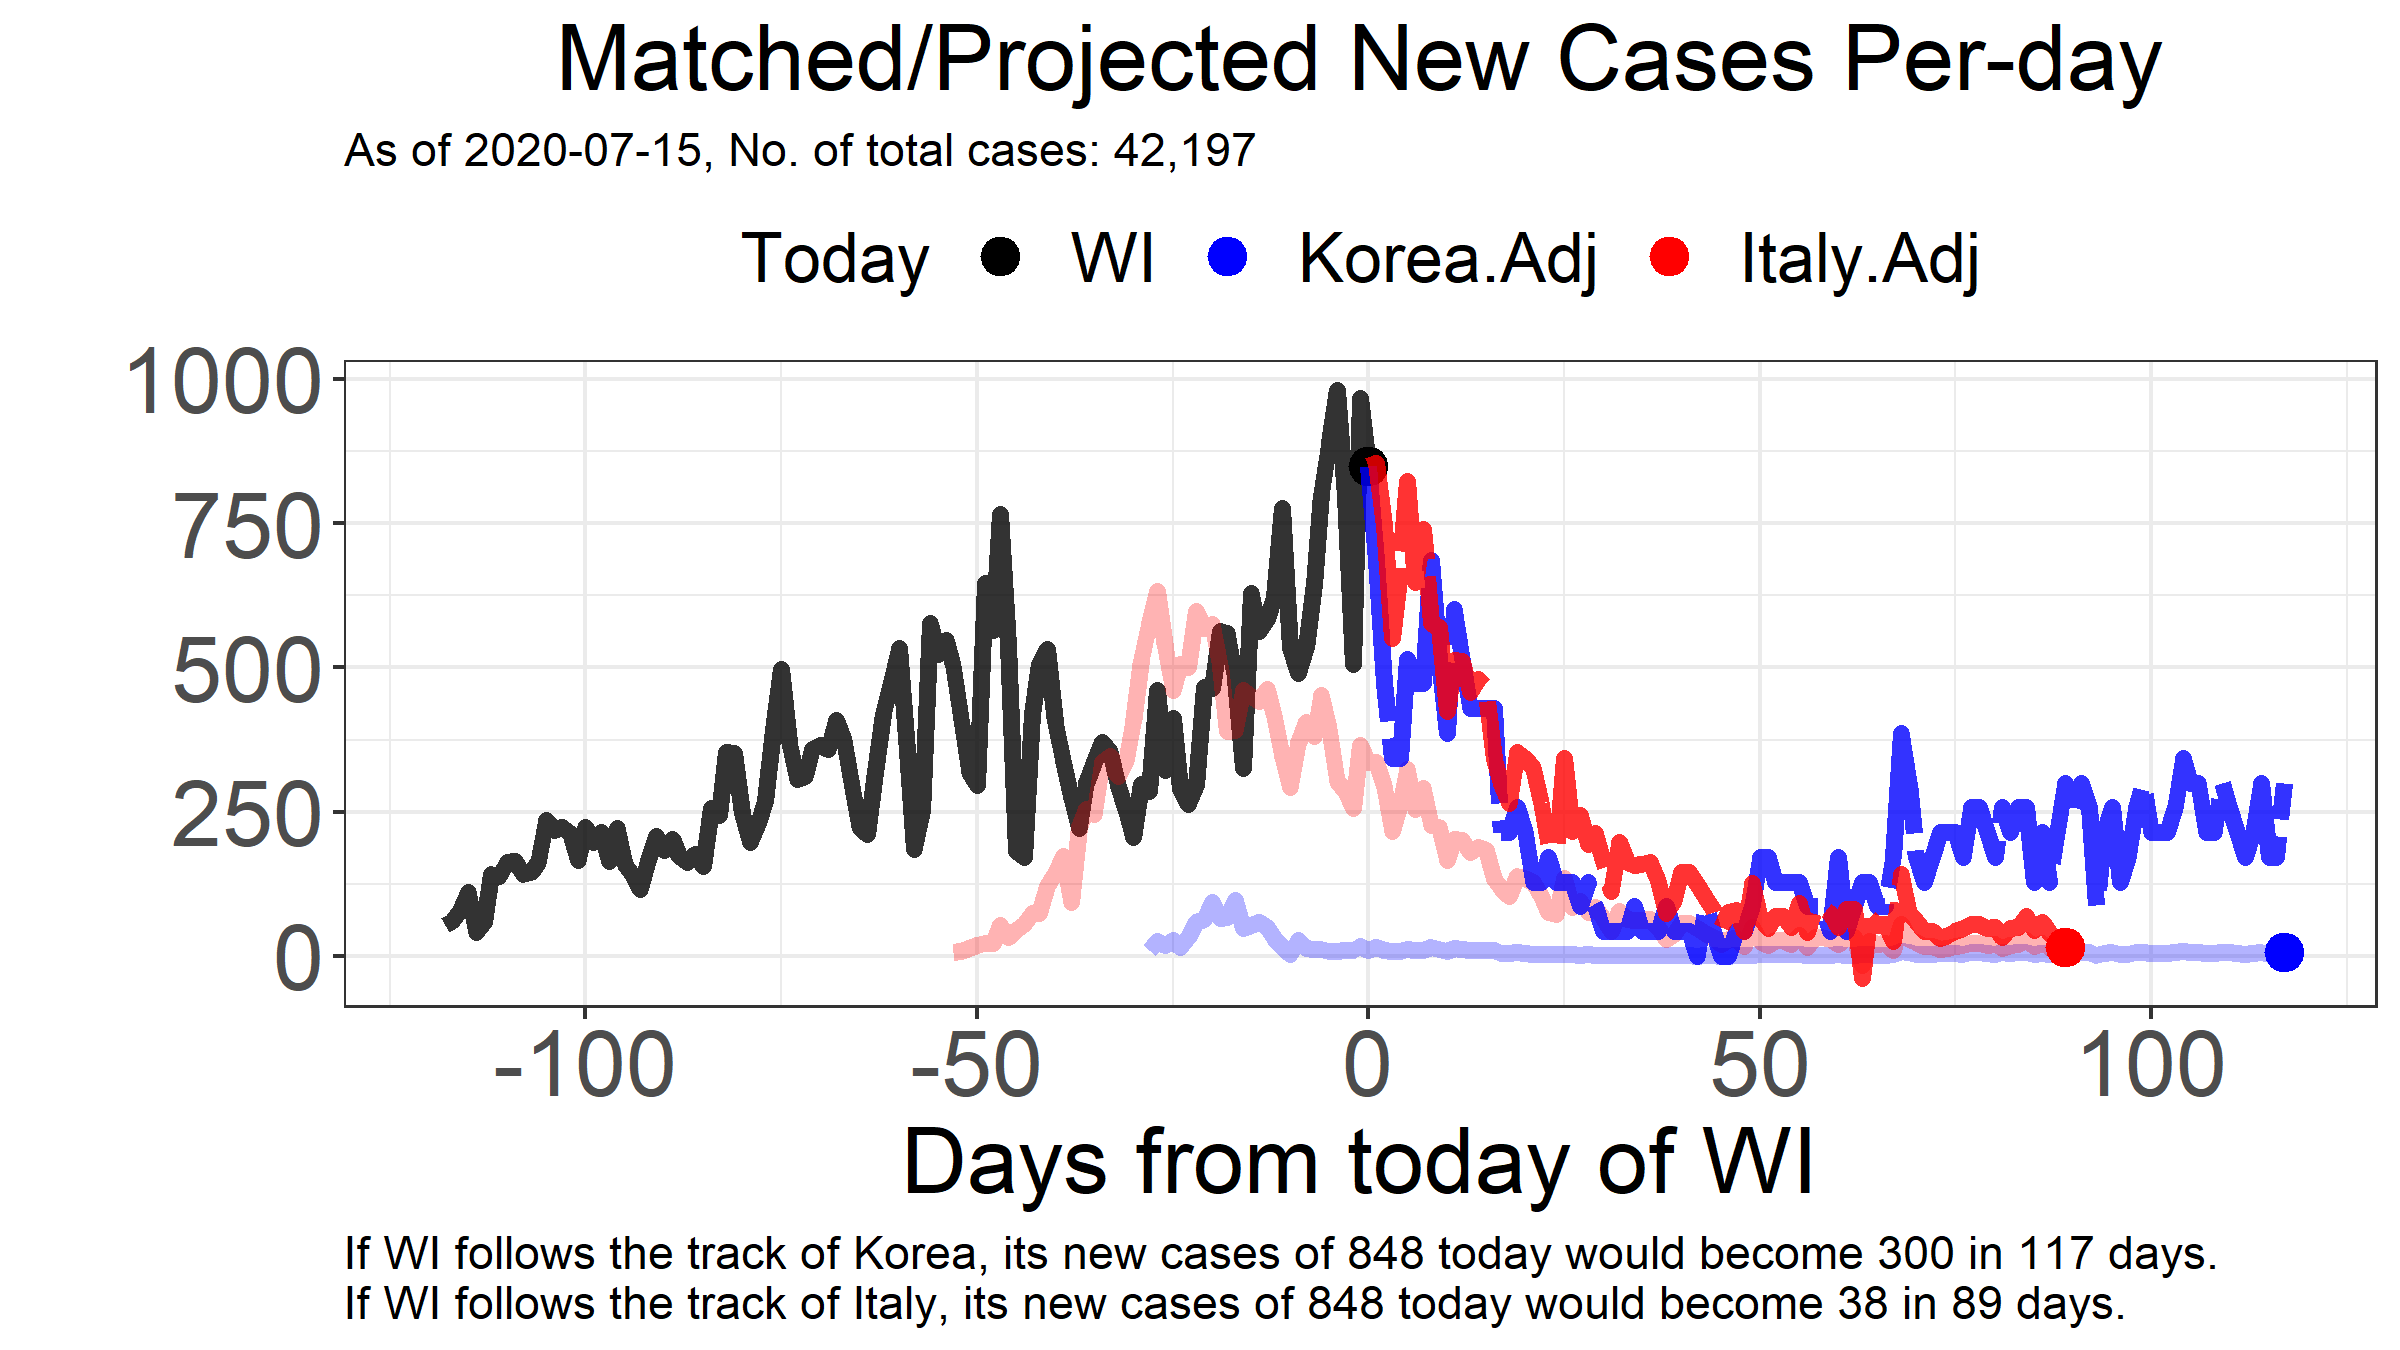 Matched/Projected New Cases Per-day
As of 2020-07-15, No. of total cases: 42,197
Today WI Korea.Adj Italy.Adj
1000
750
500
250
0
-100 -50 0 50 100
Days from today of WI
If WI follows the track of Korea, its new cases of 848 today would become 300 in 117 days.
If WI follows the track of Italy, its new cases of 848 today would become 38 in 89 days.